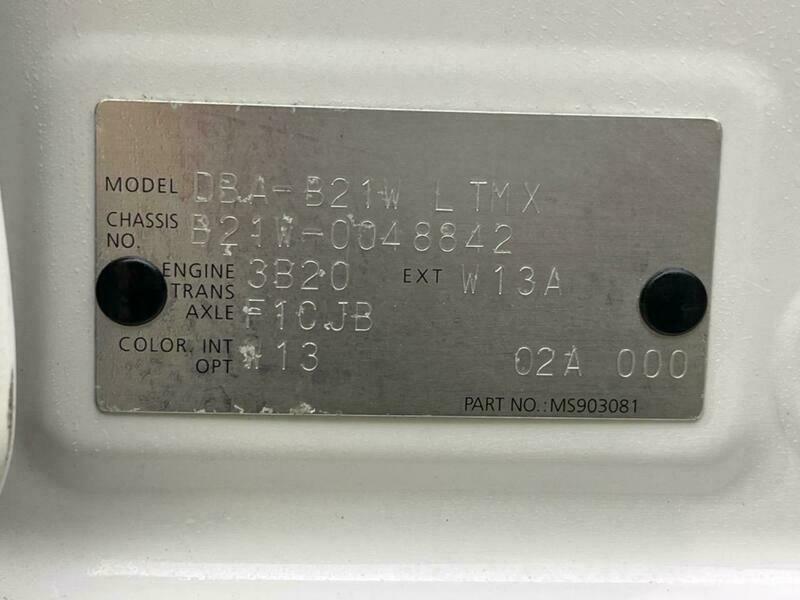 MODEL DBA-B21W LTMX
CHASSIS NO. B21W-0048842
ENGINE 3B20 EXT W13A
TRANS AXLE F1CJB
COLOR. INT OPT W13 02A 000
PART NO.: MS903081